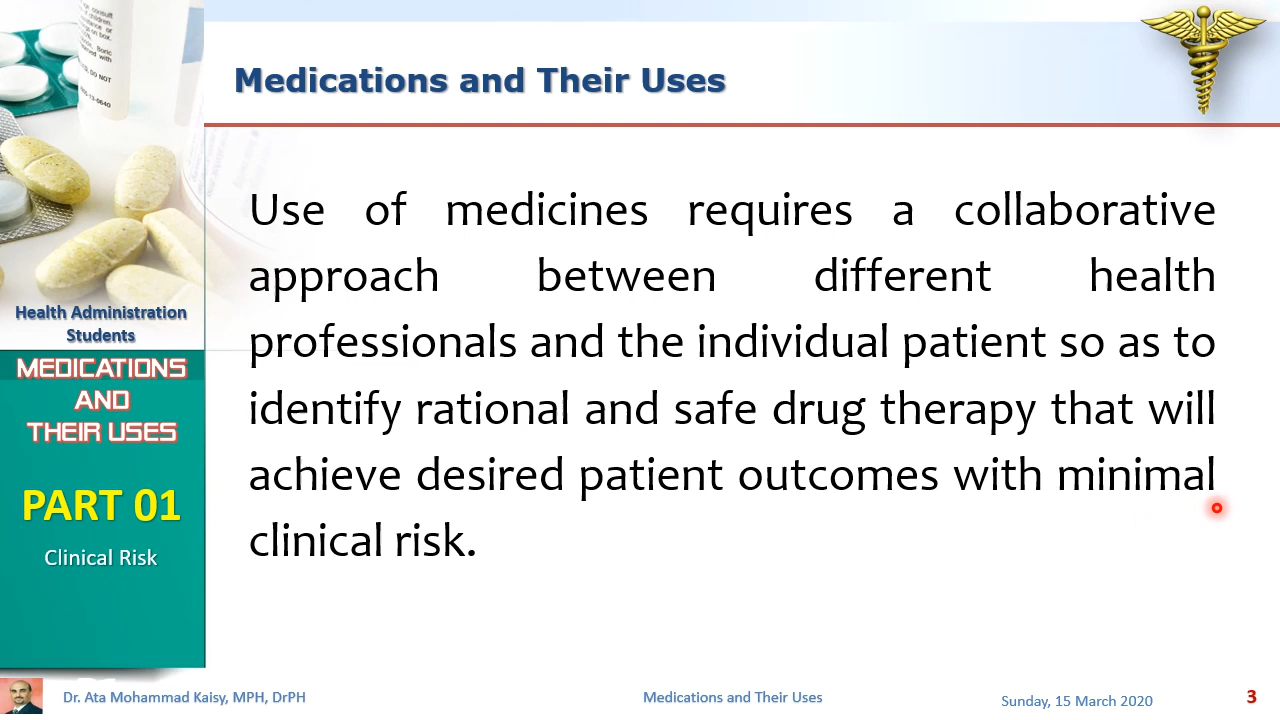 Medications and Their Uses
Use of medicines requires a collaborative
approach between different health
professionals and the individual patient so as to
identify rational and safe drug therapy that will
achieve desired patient outcomes with minimal
clinical risk.
Health Administration
Students
MEDICATIONS
AND
THEIR USES
PART 01
Clinical Risk
Dr. Ata Mohammad Kaisy, MPH, DrPH
Medications and Their Uses
Sunday, 15 March 2020
3